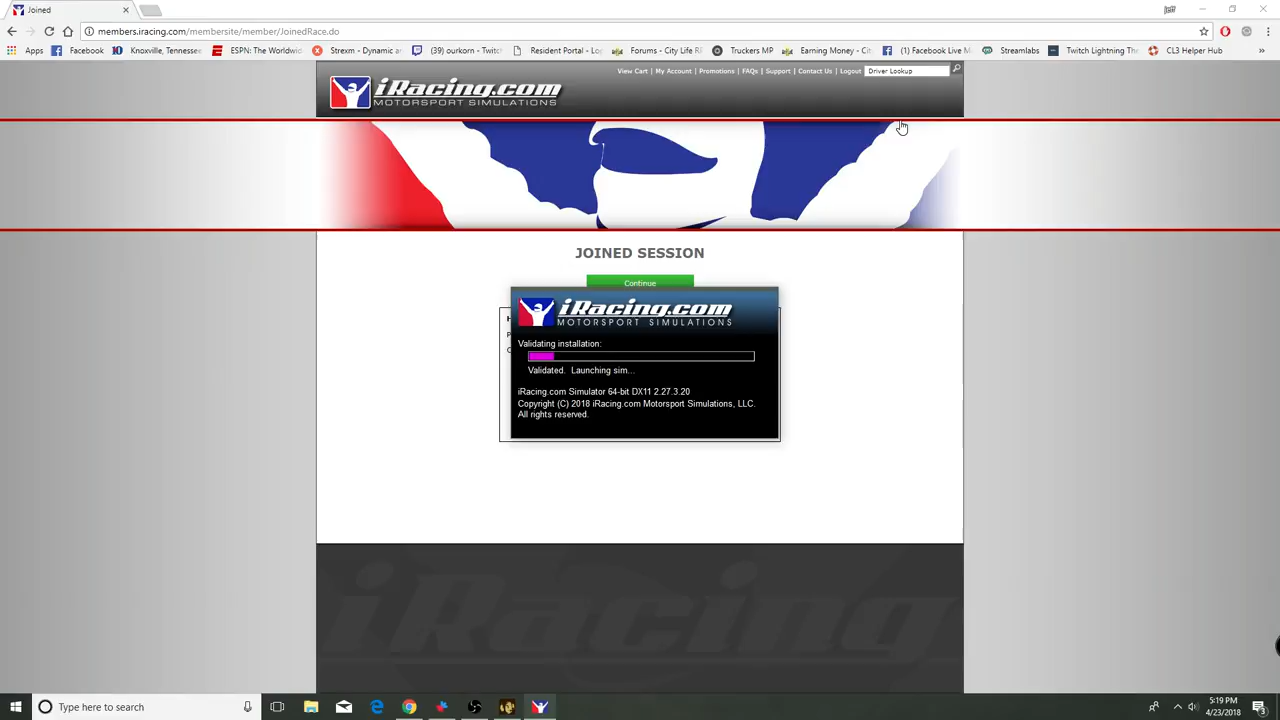 Joined
members.iracing.com/membersite/member/JoinedRace.do
Apps Facebook Knoxville, Tennessee ESPN: The Worldwi Strexm - Dynamic a (39) ourkorn - Twitch Resident Portal - Lo Forums - City Life R Truckers MP Earning Money - City (1) Facebook Live M Streamlabs Twitch Lightning The CL3 Helper Hub
View Cart | My Account | Promotions | FAQs | Support | Contact Us | Logout Driver Lookup
iRacing.com
MOTORSPORT SIMULATIONS
JOINED SESSION
Continue
iRacing.com
MOTORSPORT SIMULATIONS
Validating installation:
Validated. Launching sim...
iRacing.com Simulator 64-bit DX11 2.27.3.20
Copyright (C) 2018 iRacing.com Motorsport Simulations, LLC.
All rights reserved.
iRacing
Type here to search
5:19 PM
4/23/2018
3